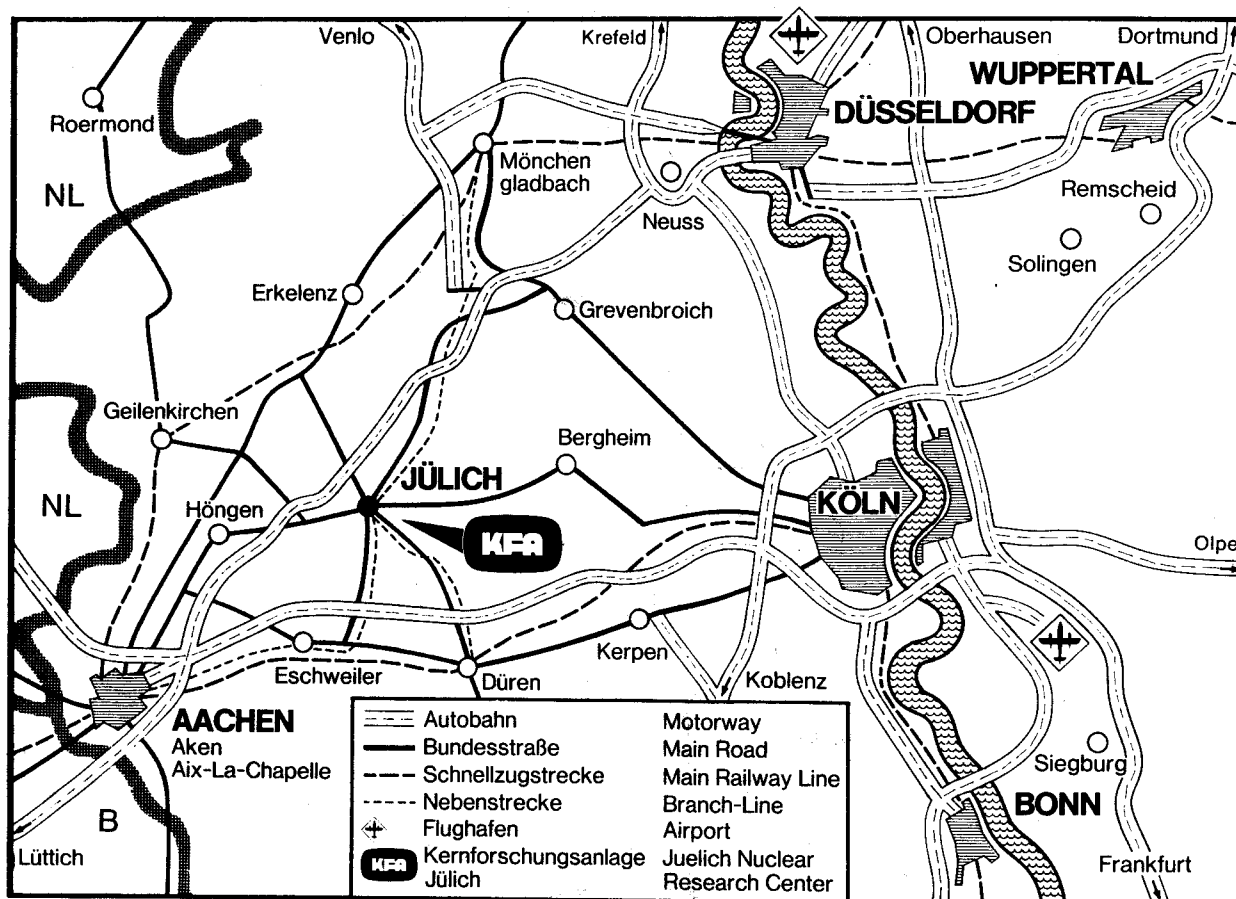 Venlo
Krefeld
Oberhausen
Dortmund
WUPPERTAL
DÜSSELDORF
Roermond
Mönchen
gladbach
NL
Neuss
Remscheid
Solingen
Erkelenz
Grevenbroich
Geilenkirchen
Bergheim
JÜLICH
KÖLN
NL
Höngen
KFA
Olpe
Eschweiler
Düren
Kerpen
Koblenz
AACHEN
Aken
Aix-La-Chapelle
Siegburg
BONN
B
Lüttich
Frankfurt
Autobahn Motorway
Bundesstraße Main Road
Schnellzugstrecke Main Railway Line
Nebenstrecke Branch-Line
Flughafen Airport
KFA Kernforschungsanlage Juelich Nuclear
Jülich Research Center